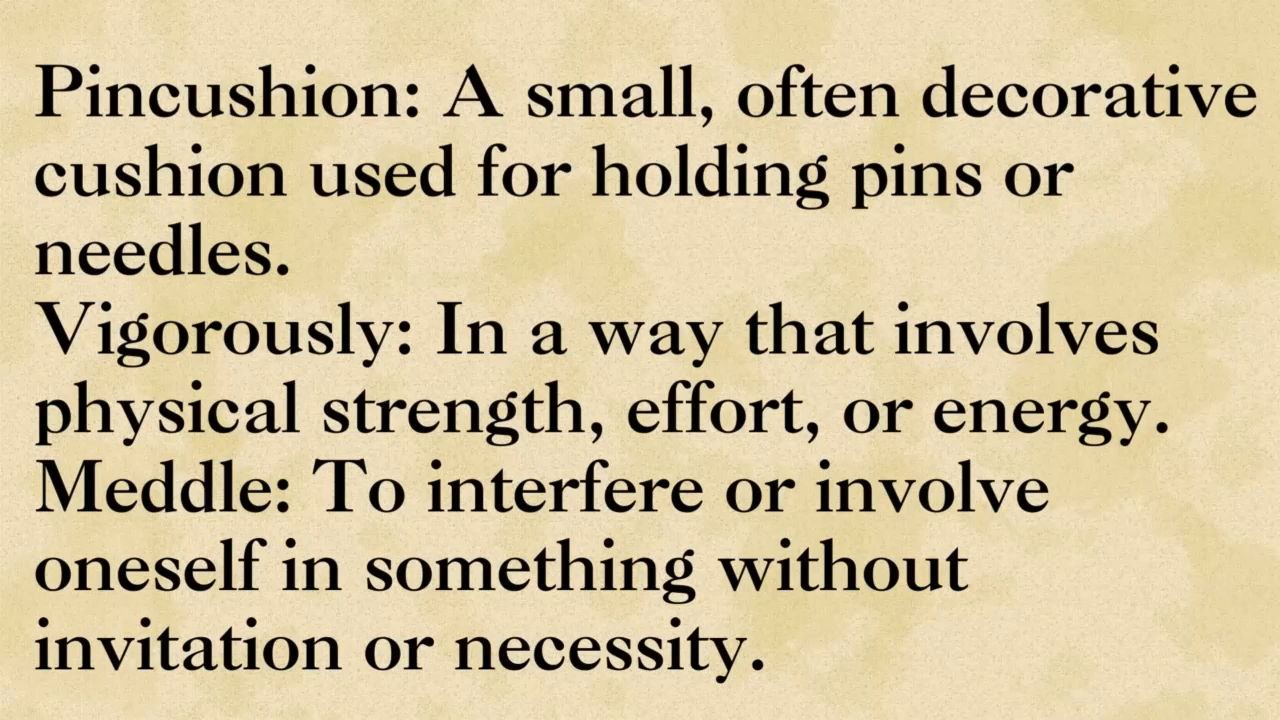 Pincushion: A small, often decorative
cushion used for holding pins or
needles.
Vigorously: In a way that involves
physical strength, effort, or energy.
Meddle: To interfere or involve
oneself in something without
invitation or necessity.